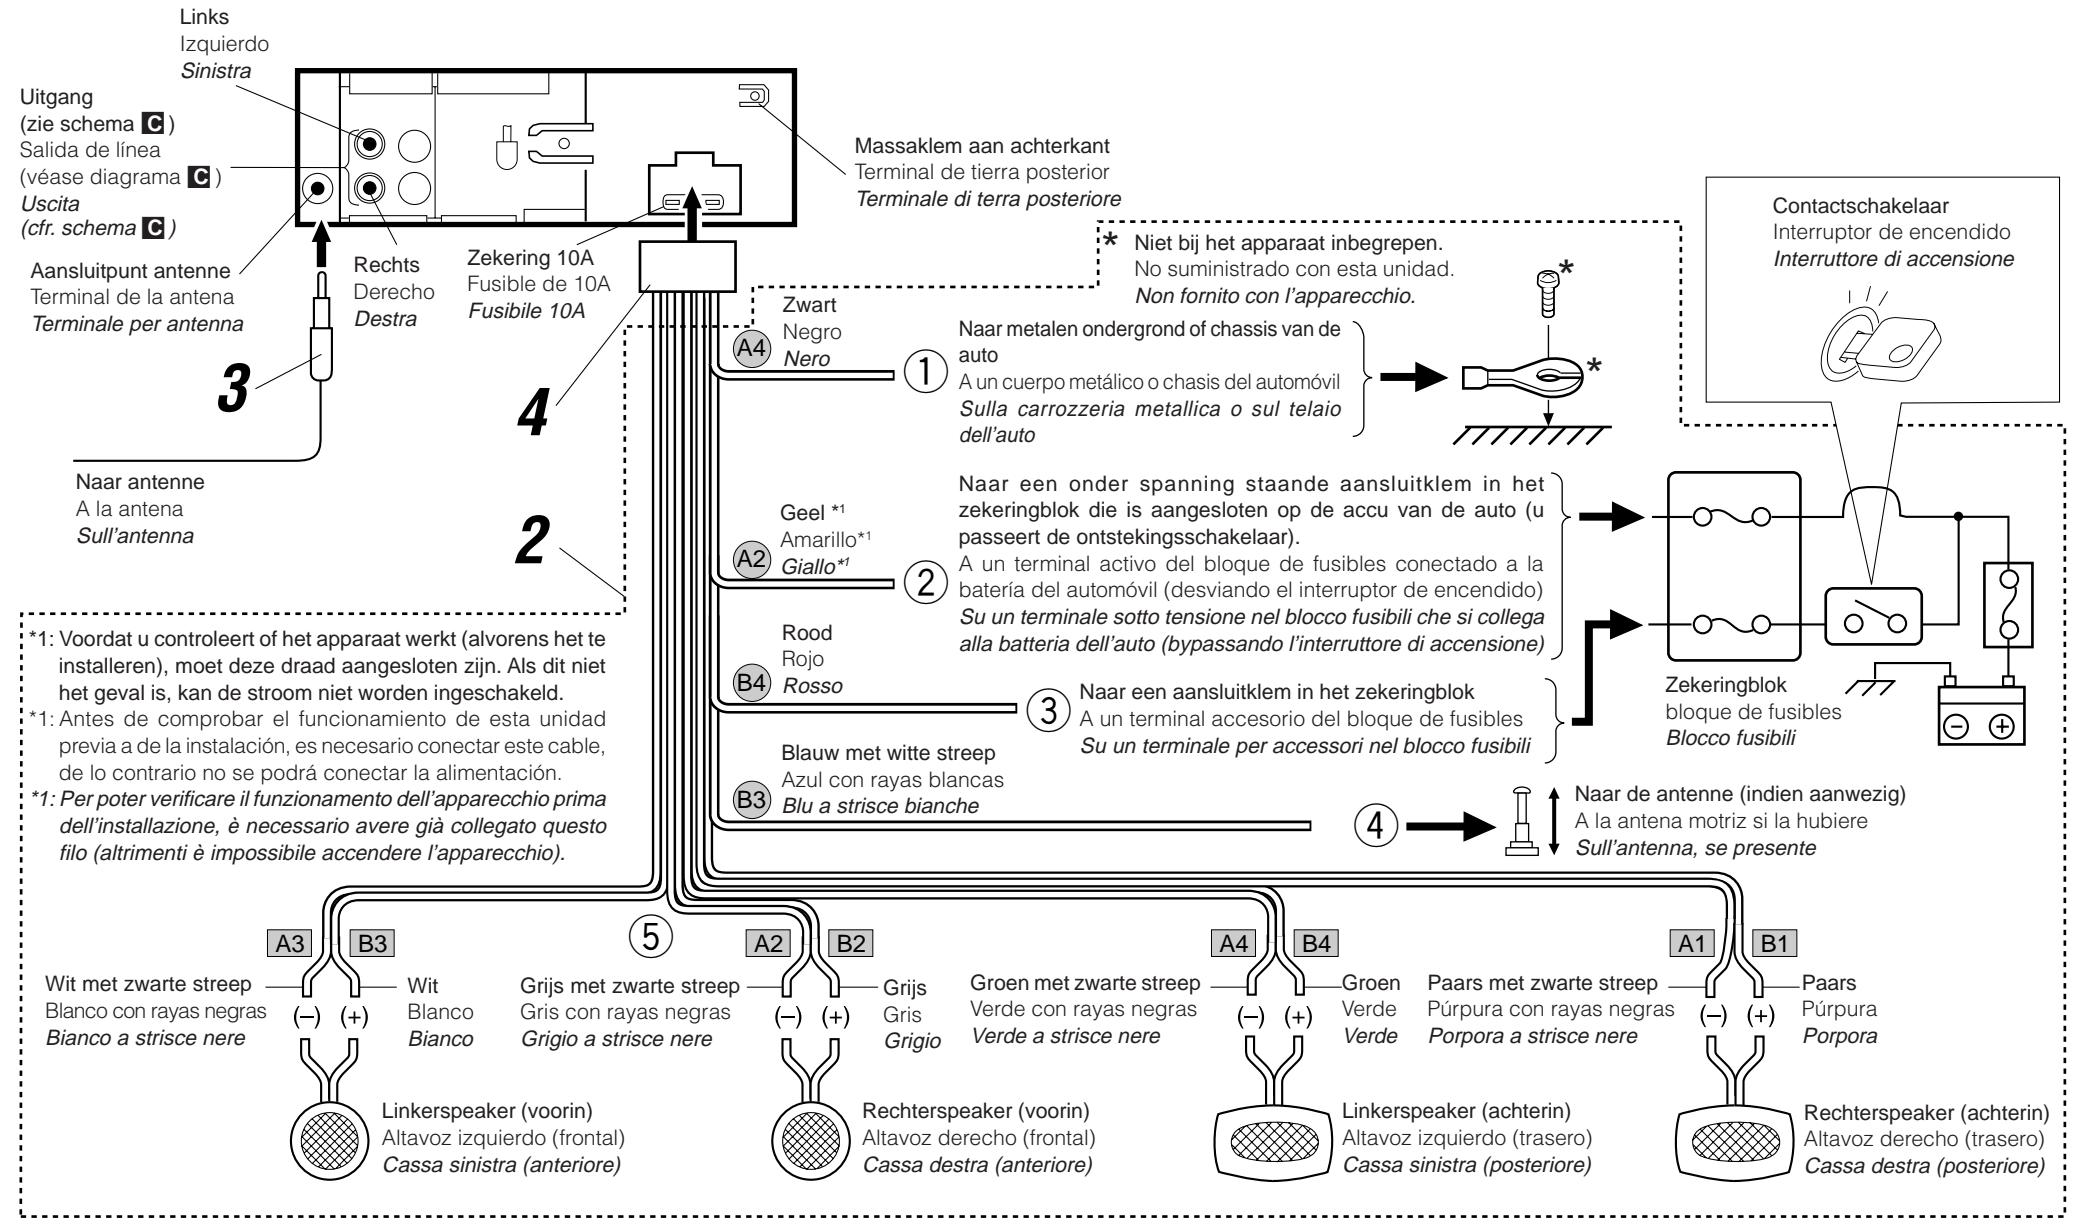 Links
Izquierdo
Sinistra
Uitgang
(zie schema C)
Salida de línea
(véase diagrama C)
Uscita
(cfr. schema C)
Aansluitpunt antenne
Terminal de la antena
Terminale per antenna
Rechts
Derecho
Destra
Zekering 10A
Fusible de 10A
Fusibile 10A
Massaklem aan achterkant
Terminal de tierra posterior
Terminale di terra posteriore
* Niet bij het apparaat inbegrepen.
No suministrado con esta unidad.
Non fornito con l'apparecchio.
*
*
Contactschakelaar
Interruptor de encendido
Interruttore di accensione
3
4
2
Naar antenne
A la antena
Sull'antenna
A4
Zwart
Negro
Nero
1
Naar metalen ondergrond of chassis van de
auto
A un cuerpo metálico o chasis del automóvil
Sulla carrozzeria metallica o sul telaio
dell'auto
A2
Geel *1
Amarillo*1
Giallo*1
2
Naar een onder spanning staande aansluitklem in het
zekeringblok die is aangesloten op de accu van de auto (u
passeert de ontstekingsschakelaar).
A un terminal activo del bloque de fusibles conectado a la
batería del automóvil (desviando el interruptor de encendido)
Su un terminale sotto tensione nel blocco fusibili che si collega
alla batteria dell'auto (bypassando l'interruttore di accensione)
B4
Rood
Rojo
Rosso
3
Naar een aansluitklem in het zekeringblok
A un terminal accesorio del bloque de fusibles
Su un terminale per accessori nel blocco fusibili
Zekeringblok
bloque de fusibles
Blocco fusibili
− +
B3
Blauw met witte streep
Azul con rayas blancas
Blu a strisce bianche
4
Naar de antenne (indien aanwezig)
A la antena motriz si la hubiere
Sull'antenna, se presente
*1: Voordat u controleert of het apparaat werkt (alvorens het te
installeren), moet deze draad aangesloten zijn. Als dit niet
het geval is, kan de stroom niet worden ingeschakeld.
*1: Antes de comprobar el funcionamiento de esta unidad
previa a de la instalación, es necesario conectar este cable,
de lo contrario no se podrá conectar la alimentación.
*1: Per poter verificare il funzionamento dell'apparecchio prima
dell'installazione, è necessario avere già collegato questo
filo (altrimenti è impossibile accendere l'apparecchio).
5
A3 B3
Wit met zwarte streep
Blanco con rayas negras
Bianco a strisce nere
(−) (+)
Wit
Blanco
Bianco
Linkerspeaker (voorin)
Altavoz izquierdo (frontal)
Cassa sinistra (anteriore)
A2 B2
Grijs met zwarte streep
Gris con rayas negras
Grigio a strisce nere
(−) (+)
Grijs
Gris
Grigio
Rechterspeaker (voorin)
Altavoz derecho (frontal)
Cassa destra (anteriore)
A4 B4
Groen met zwarte streep
Verde con rayas negras
Verde a strisce nere
(−) (+)
Groen
Verde
Verde
Linkerspeaker (achterin)
Altavoz izquierdo (trasero)
Cassa sinistra (posteriore)
A1 B1
Paars met zwarte streep
Púrpura con rayas negras
Porpora a strisce nere
(−) (+)
Paars
Púrpura
Porpora
Rechterspeaker (achterin)
Altavoz derecho (trasero)
Cassa destra (posteriore)